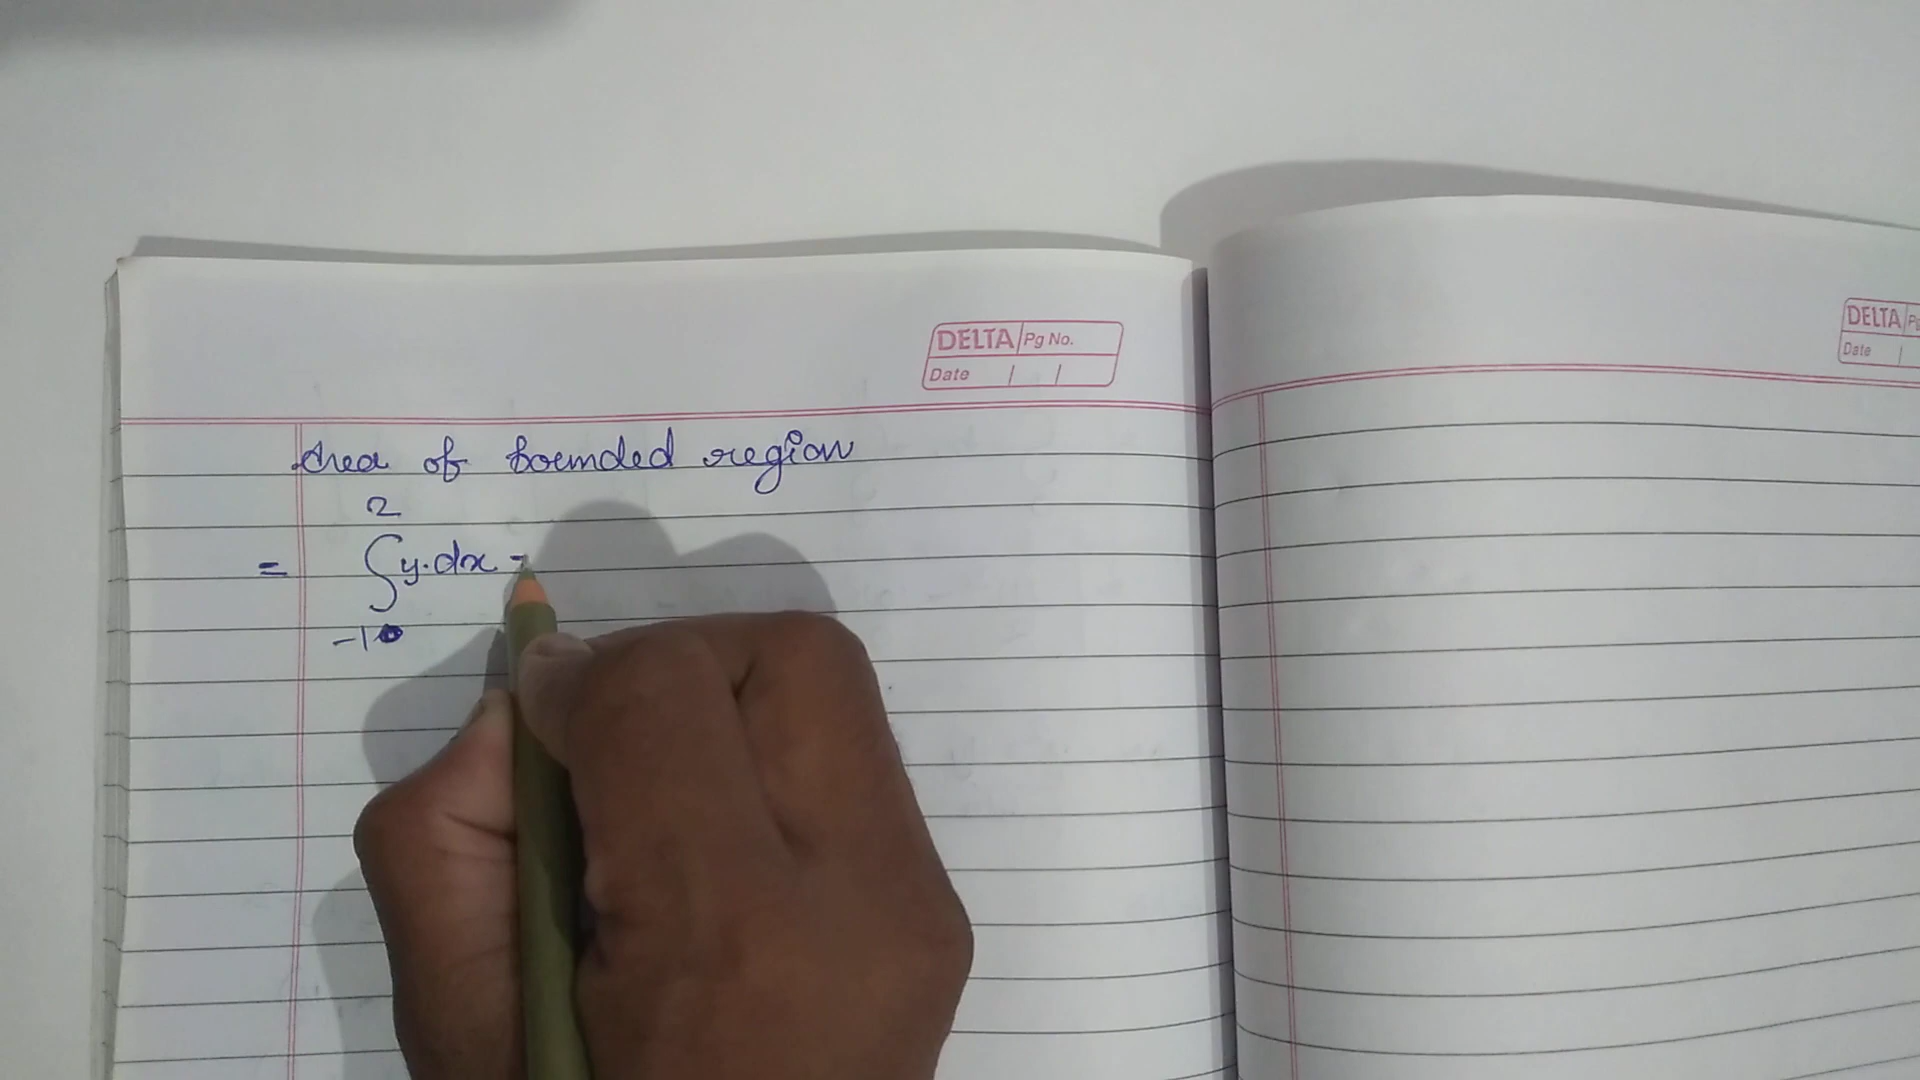 DELTA Pg No.
Date / /
DELTA
Date /
Area of bounded region
2
= ∫y.dx -
-1